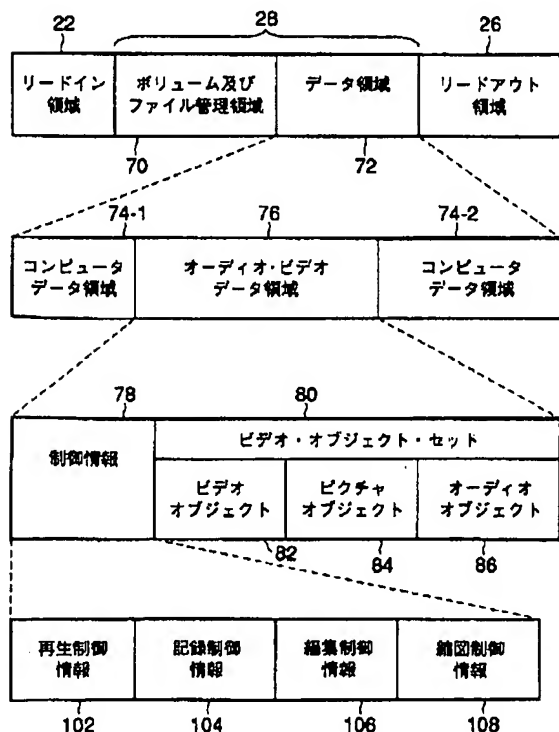 22 28 26
リードイン ボリューム及び データ領域 リードアウト
領域 ファイル管理領域 領域
70 72
74-1 76 74-2
コンピュータ オーディオ・ビデオ コンピュータ
データ領域 データ領域 データ領域
78 80
制御情報 ビデオ・オブジェクト・セット
ビデオ ピクチャ オーディオ
オブジェクト オブジェクト オブジェクト
82 84 86
再生制御 記録制御 編集制御 縮図制御
情報 情報 情報 情報
102 104 106 108